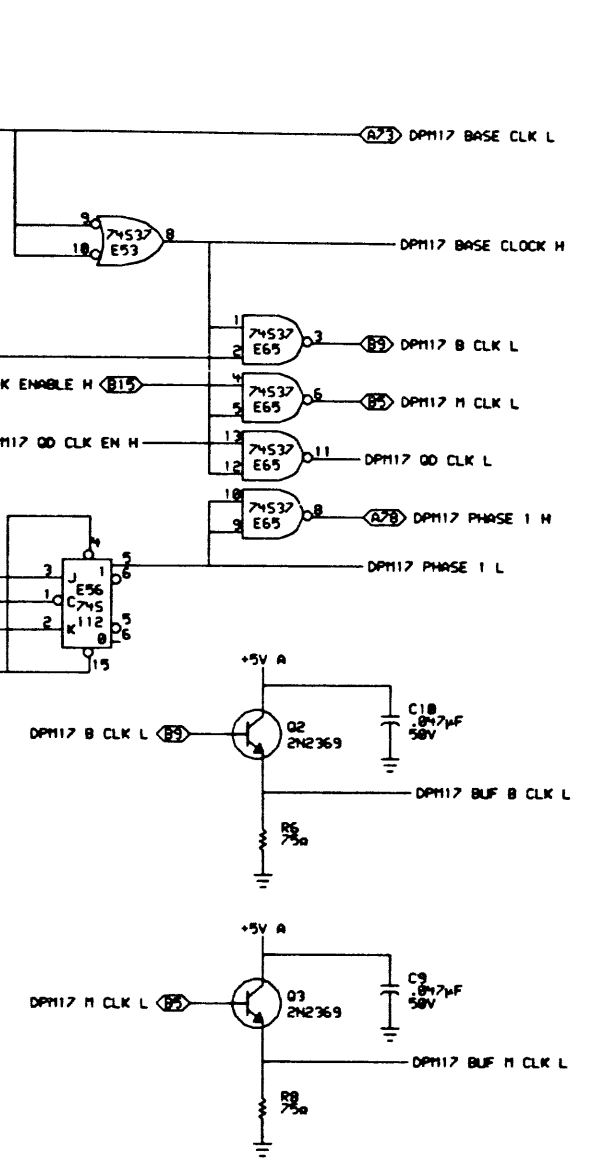 A73 DPM17 BASE CLK L
9
74S37
8
10
E53
DPM17 BASE CLOCK H
1
74S37
3
2
E65
B9 DPM17 B CLK L
K ENABLE H B15
4
74S37
6
5
E65
B5 DPM17 M CLK L
M17 QD CLK EN H
13
74S37
11
12
E65
DPM17 QD CLK L
10
74S37
8
9
E65
A78 DPM17 PHASE 1 H
4
3
J
1
5
6
DPM17 PHASE 1 L
E56
1
C
74S
2
K
112
5
0
6
15
+5V A
DPM17 B CLK L B9
Q2
2N2369
C10
.047µF
50V
DPM17 BUF B CLK L
R6
75Ω
+5V A
DPM17 M CLK L B5
Q3
2N2369
C9
.047µF
50V
DPM17 BUF M CLK L
R8
75Ω